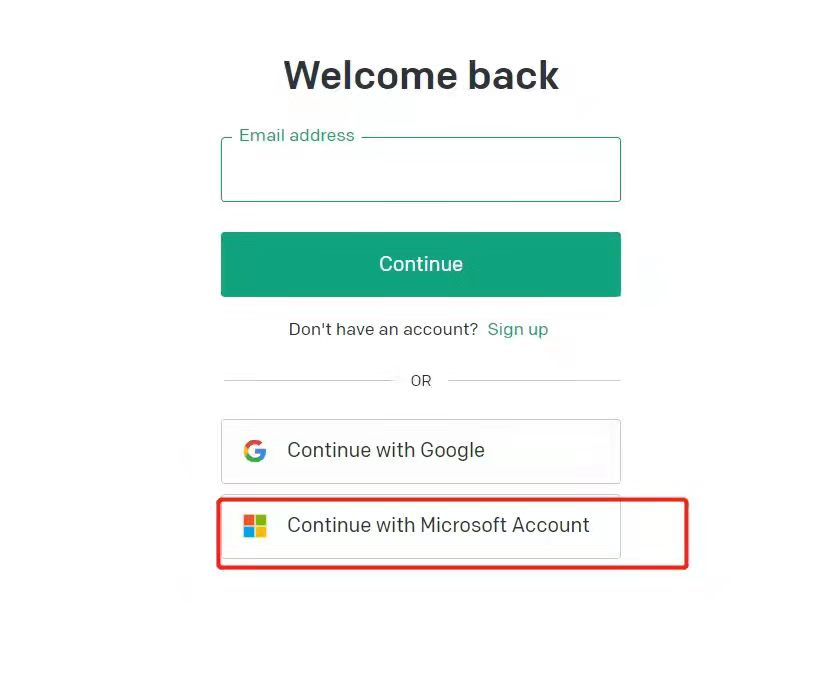 Welcome back
Email address
Continue
Don't have an account? Sign up
OR
Continue with Google
Continue with Microsoft Account